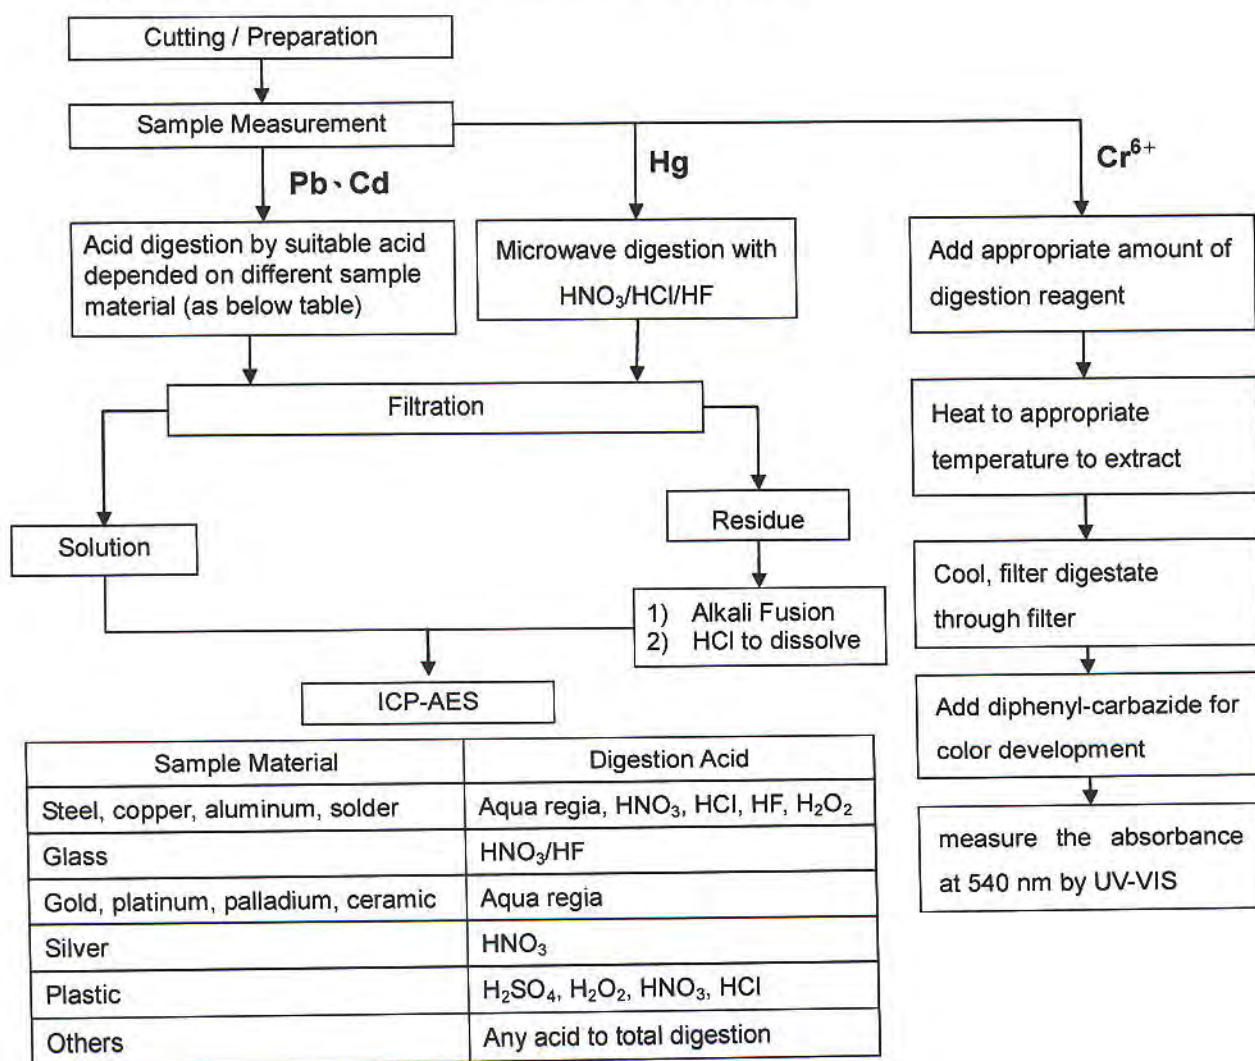 Cutting / Preparation
Sample Measurement
Pb、Cd
Hg
Cr⁶⁺
Acid digestion by suitable acid
depended on different sample
material (as below table)
Microwave digestion with
HNO₃/HCl/HF
Add appropriate amount of
digestion reagent
Filtration
Heat to appropriate
temperature to extract
Solution
Residue
Cool, filter digestate
through filter
1) Alkali Fusion
2) HCl to dissolve
ICP-AES
Add diphenyl-carbazide for
color development
measure the absorbance
at 540 nm by UV-VIS
Sample Material Digestion Acid
Steel, copper, aluminum, solder Aqua regia, HNO₃, HCl, HF, H₂O₂
Glass HNO₃/HF
Gold, platinum, palladium, ceramic Aqua regia
Silver HNO₃
Plastic H₂SO₄, H₂O₂, HNO₃, HCl
Others Any acid to total digestion